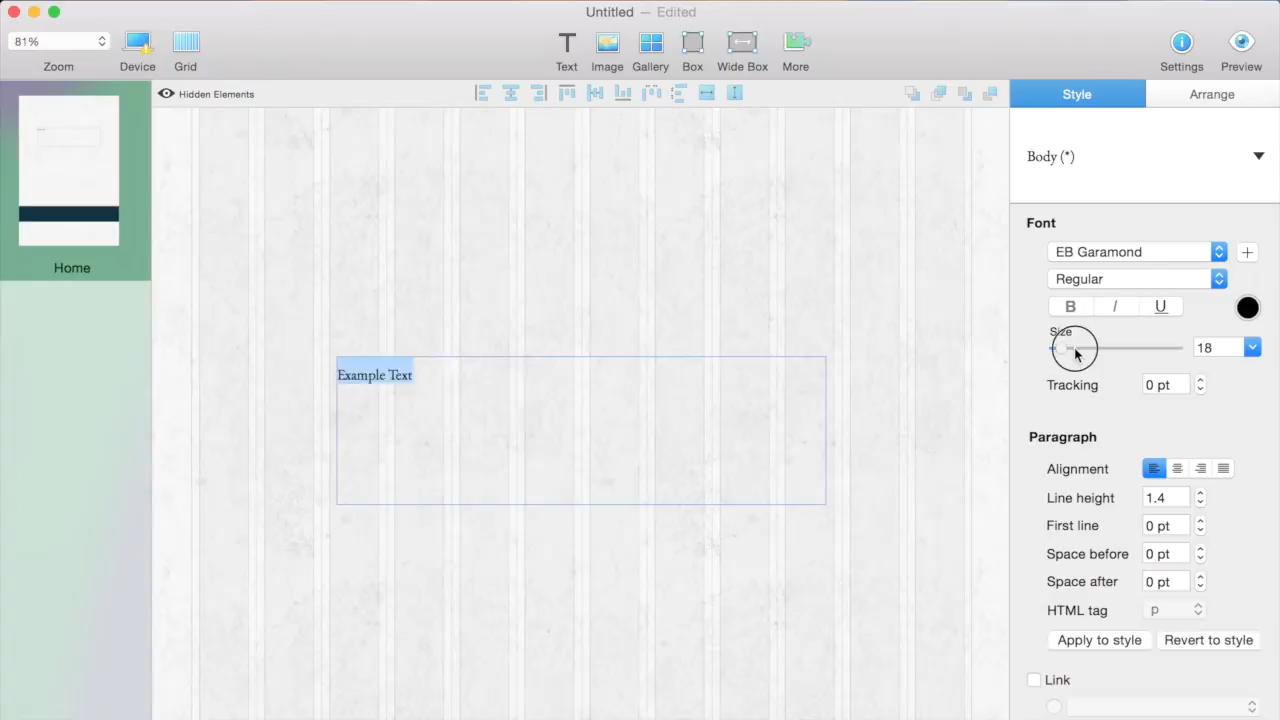 Untitled — Edited
81%
Zoom
Device
Grid
Text
Image
Gallery
Box
Wide Box
More
Settings
Preview
Hidden Elements
Style
Arrange
Home
Example Text
Body (*)
Font
EB Garamond
Regular
B I U
Size
18
Tracking 0 pt
Paragraph
Alignment
Line height 1.4
First line 0 pt
Space before 0 pt
Space after 0 pt
HTML tag p
Apply to style Revert to style
Link